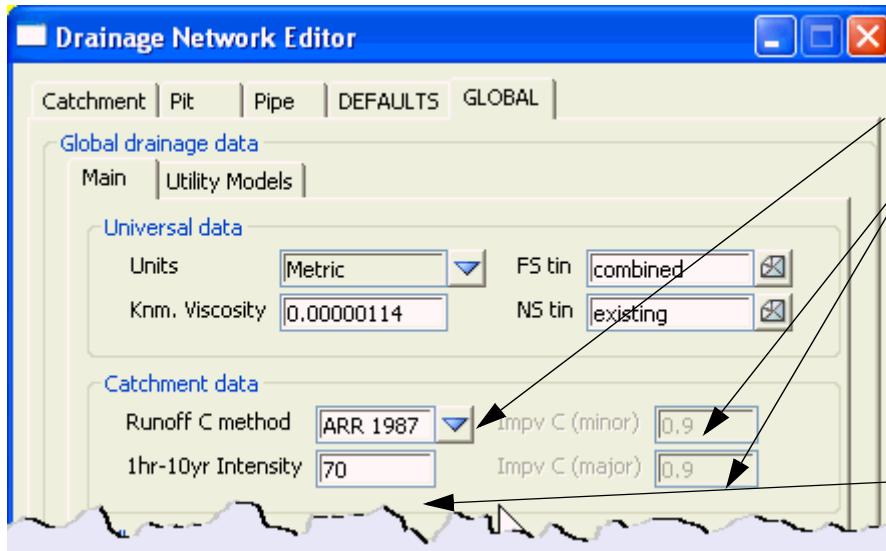 Drainage Network Editor
Catchment Pit Pipe DEFAULTS GLOBAL
Global drainage data
Main Utility Models
Universal data
Units Metric FS tin combined
Knm. Viscosity 0.00000114 NS tin existing
Catchment data
Runoff C method ARR 1987 Impv C (minor) 0.9
1hr-10yr Intensity 70 Impv C (major) 0.9